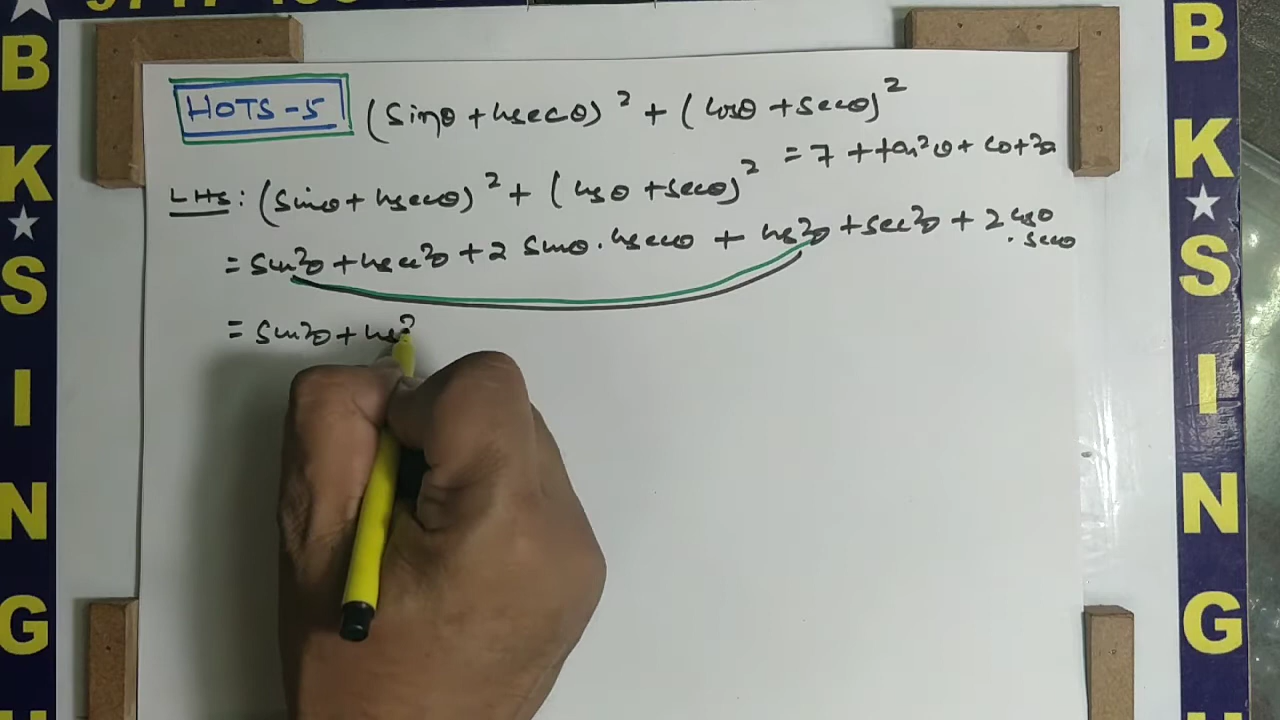 HOTS-5 (sinθ + cosecθ)² + (cosθ + secθ)²
= 7 + tan²θ + cot²θ
LHS: (sinθ + cosecθ)² + (cosθ + secθ)²
= sin²θ + cosec²θ + 2 sinθ . cosecθ + cos²θ + sec²θ + 2 cosθ
. secθ
= sin²θ + cos²
B K S I N G
B K S I N G